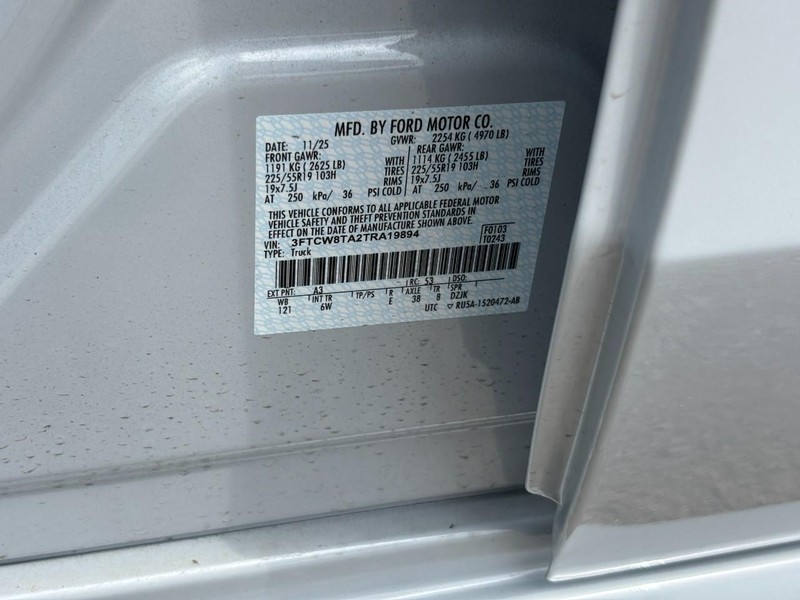 MFD. BY FORD MOTOR CO.
DATE: 11/25 GVWR: 2254 KG ( 4970 LB)
FRONT GAWR: REAR GAWR:
1191 KG ( 2625 LB) WITH 1114 KG ( 2455 LB) WITH
225/55R19 103H TIRES 225/55R19 103H TIRES
19x7.5J RIMS 19x7.5J RIMS
AT 250 kPa/ 36 PSI COLD AT 250 kPa/ 36 PSI COLD
THIS VEHICLE CONFORMS TO ALL APPLICABLE FEDERAL MOTOR
VEHICLE SAFETY AND THEFT PREVENTION STANDARDS IN
EFFECT ON THE DATE OF MANUFACTURE SHOWN ABOVE.
VIN: 3FTCW8TA2TRA19894 F0103
TYPE: Truck T0243
EXT PNT: A3 RC: 53 DSO:
WB INT TR TP/PS R AXLE TR SPR
121 6W E 38 8 DZJK
UTC RU5A-1520472-AB